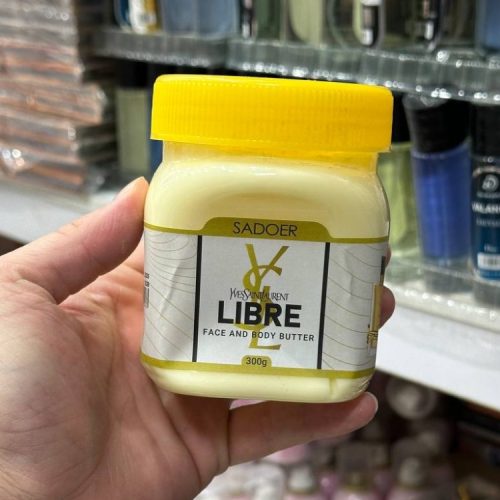 SADOER
YSL
YVESSAINTLAURENT
LIBRE
FACE AND BODY BUTTER
300g